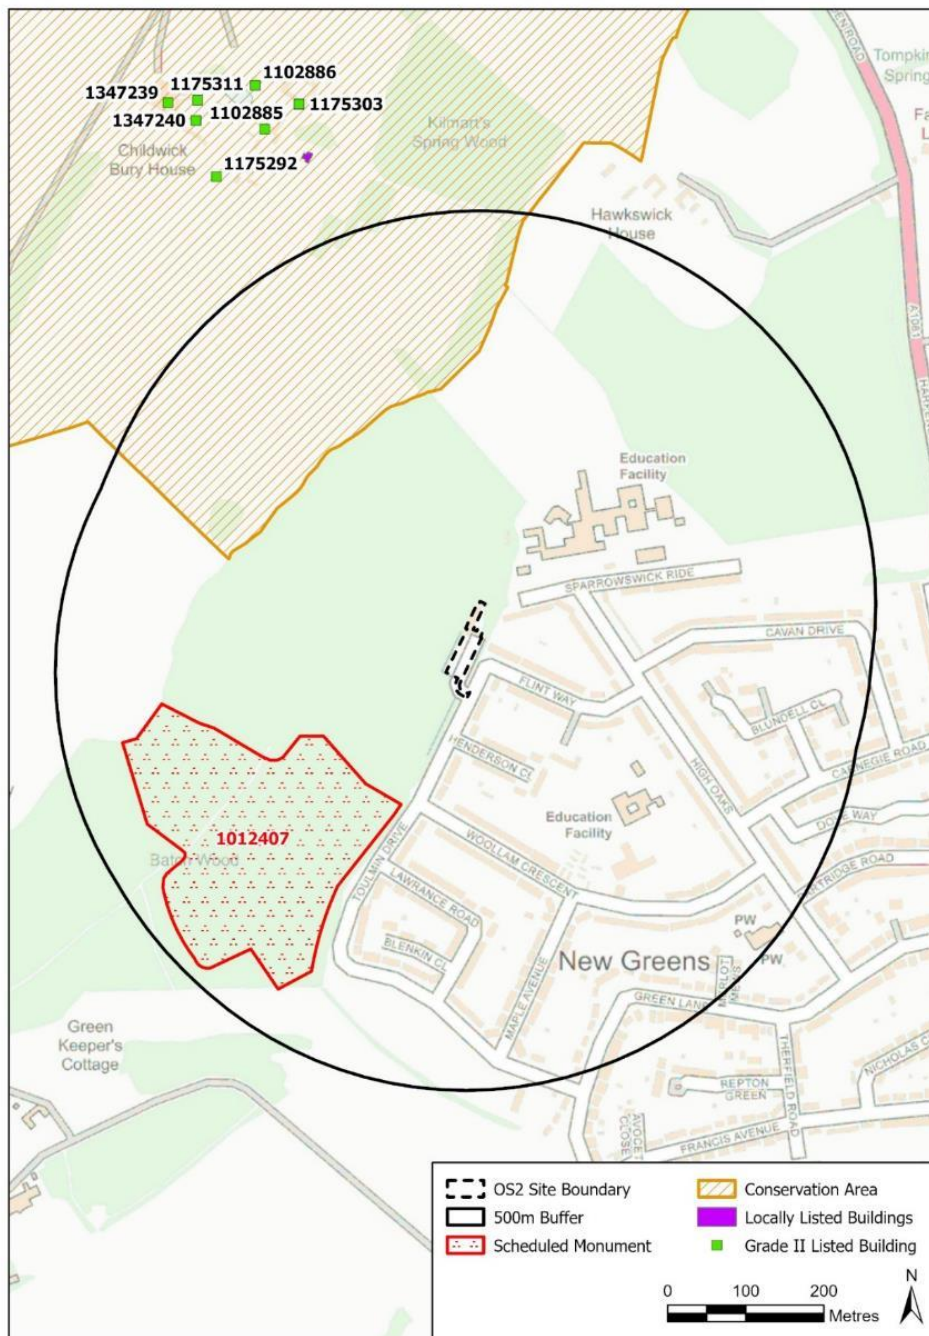 1102886
1175311
1347239
1175303
1347240
1102885
Childwick
Bury House
1175292
Kilmart's
Spring Wood
Hawkswick
House
A1081
Education
Facility
SPARROWSWICK RIDE
CAVAN DRIVE
FLINT WAY
BLUNDELL CL
HENDERSON CL
HIGH OAKS
CARNEGIE ROAD
DOVE WAY
Education
Facility
1012407
Batch Wood
TOULMIN DRIVE
WOOLLAM CRESCENT
LAWRANCE ROAD
BLENKIN CL
PARTRIDGE ROAD
PW
PW
New Greens
MAPLE AVENUE
GREEN LANE
MERLOT
MEWS
Green
Keeper's
Cottage
THERFIELD ROAD
REPTON
GREEN
AVOCET
CLOSE
FRANCIS AVENUE
OS2 Site Boundary
500m Buffer
Scheduled Monument
Conservation Area
Locally Listed Buildings
Grade II Listed Building
0 100 200
Metres
N